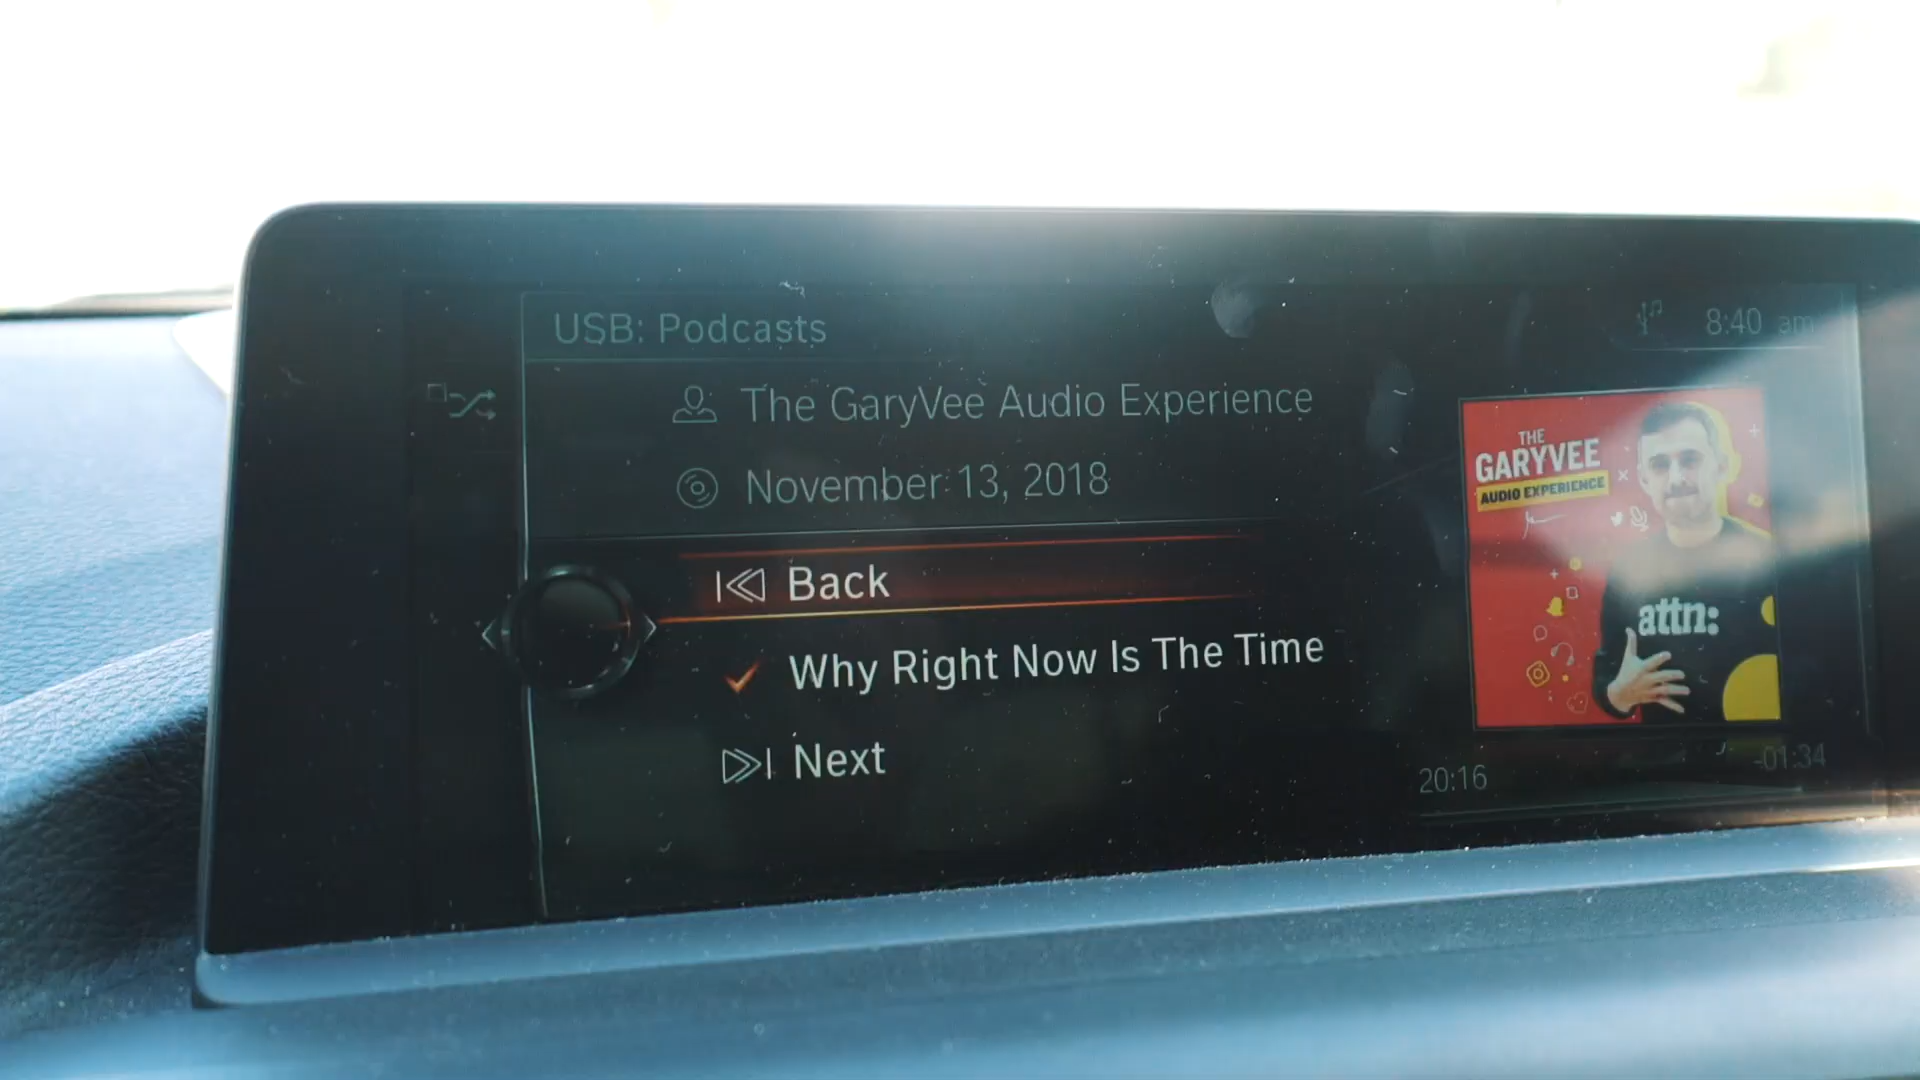 USB: Podcasts
8:40 am
The GaryVee Audio Experience
November 13, 2018
Back
Why Right Now Is The Time
Next
THE
GARYVEE
AUDIO EXPERIENCE
attn:
20:16
-01:34